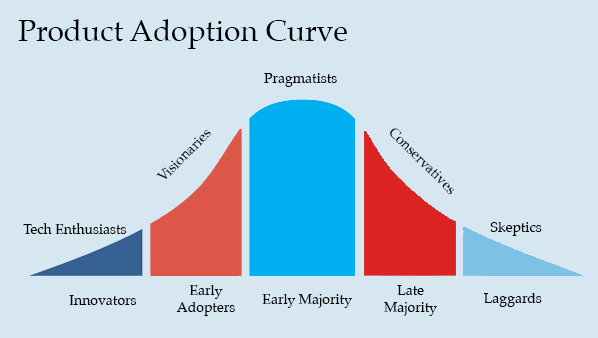 Product Adoption Curve
Pragmatists
Visionaries
Conservatives
Tech Enthusiasts
Skeptics
Innovators
Early
Adopters
Early Majority
Late
Majority
Laggards